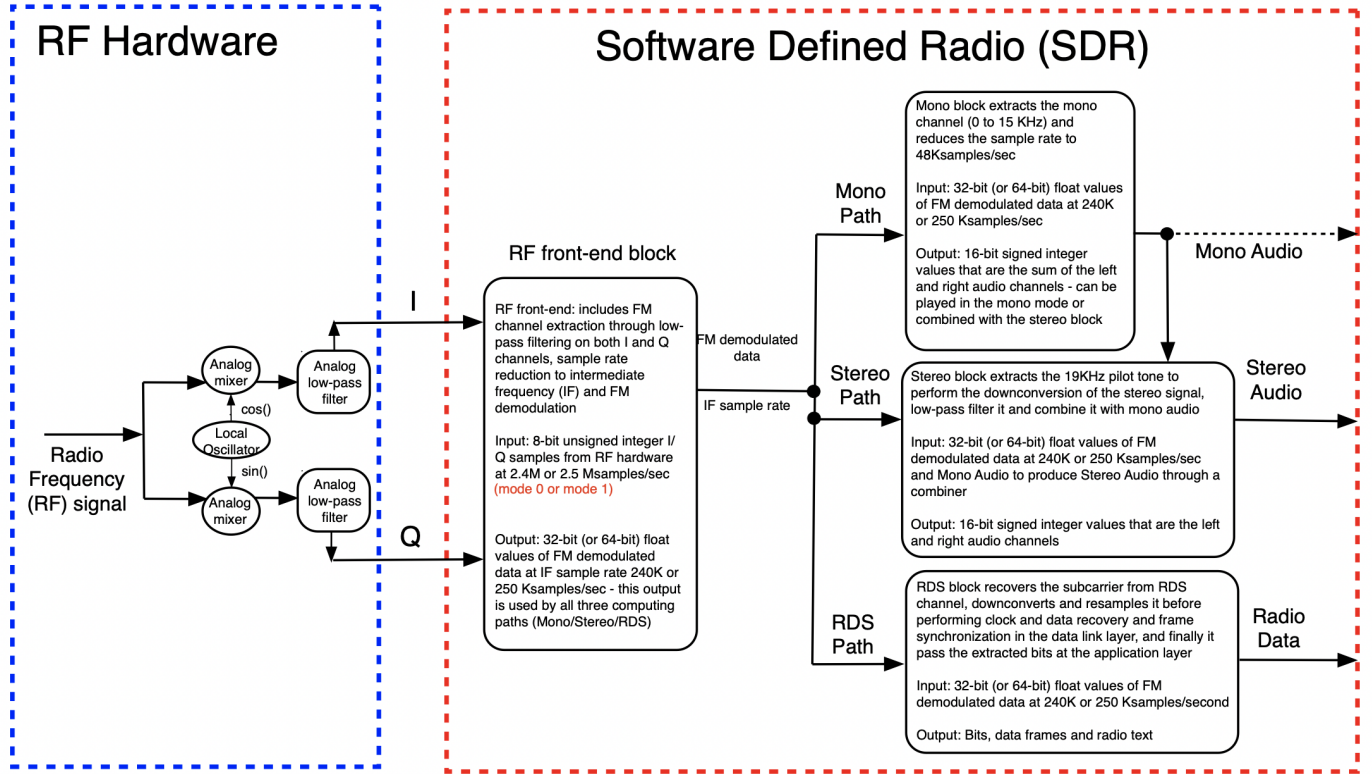 RF Hardware
Software Defined Radio (SDR)
Radio
Frequency
(RF) signal
Analog
mixer
cos()
Local
Oscillator
sin()
Analog
mixer
Analog
low-pass
filter
Analog
low-pass
filter
I
Q
RF front-end block
RF front-end: includes FM
channel extraction through low-
pass filtering on both I and Q
channels, sample rate
reduction to intermediate
frequency (IF) and FM
demodulation
Input: 8-bit unsigned integer I/
Q samples from RF hardware
at 2.4M or 2.5 Msamples/sec
(mode 0 or mode 1)
Output: 32-bit (or 64-bit) float
values of FM demodulated
data at IF sample rate 240K or
250 Ksamples/sec - this output
is used by all three computing
paths (Mono/Stereo/RDS)
FM demodulated
data
IF sample rate
Mono
Path
Mono block extracts the mono
channel (0 to 15 KHz) and
reduces the sample rate to
48Ksamples/sec
Input: 32-bit (or 64-bit) float values
of FM demodulated data at 240K
or 250 Ksamples/sec
Output: 16-bit signed integer
values that are the sum of the left
and right audio channels - can be
played in the mono mode or
combined with the stereo block
Mono Audio
Stereo
Path
Stereo block extracts the 19KHz pilot tone to
perform the downconversion of the stereo signal,
low-pass filter it and combine it with mono audio
Input: 32-bit (or 64-bit) float values of FM
demodulated data at 240K or 250 Ksamples/sec
and Mono Audio to produce Stereo Audio through a
combiner
Output: 16-bit signed integer values that are the left
and right audio channels
Stereo
Audio
RDS
Path
RDS block recovers the subcarrier from RDS
channel, downconverts and resamples it before
performing clock and data recovery and frame
synchronization in the data link layer, and finally it
pass the extracted bits at the application layer
Input: 32-bit (or 64-bit) float values of FM
demodulated data at 240K or 250 Ksamples/second
Output: Bits, data frames and radio text
Radio
Data